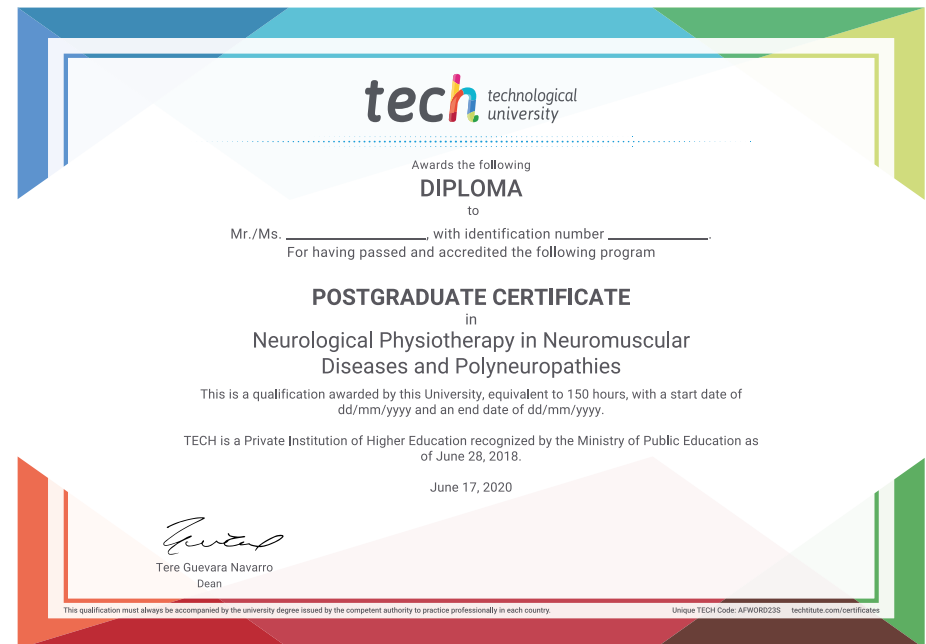 tech technological
university
Awards the following
DIPLOMA
to
Mr./Ms. __________________, with identification number _____________.
For having passed and accredited the following program
POSTGRADUATE CERTIFICATE
in
Neurological Physiotherapy in Neuromuscular
Diseases and Polyneuropathies
This is a qualification awarded by this University, equivalent to 150 hours, with a start date of
dd/mm/yyyy and an end date of dd/mm/yyyy.
TECH is a Private Institution of Higher Education recognized by the Ministry of Public Education as
of June 28, 2018.
June 17, 2020
Tere Guevara Navarro
Dean
This qualification must always be accompanied by the university degree issued by the competent authority to practice professionally in each country. Unique TECH Code: AFWORD23S techtitute.com/certificates